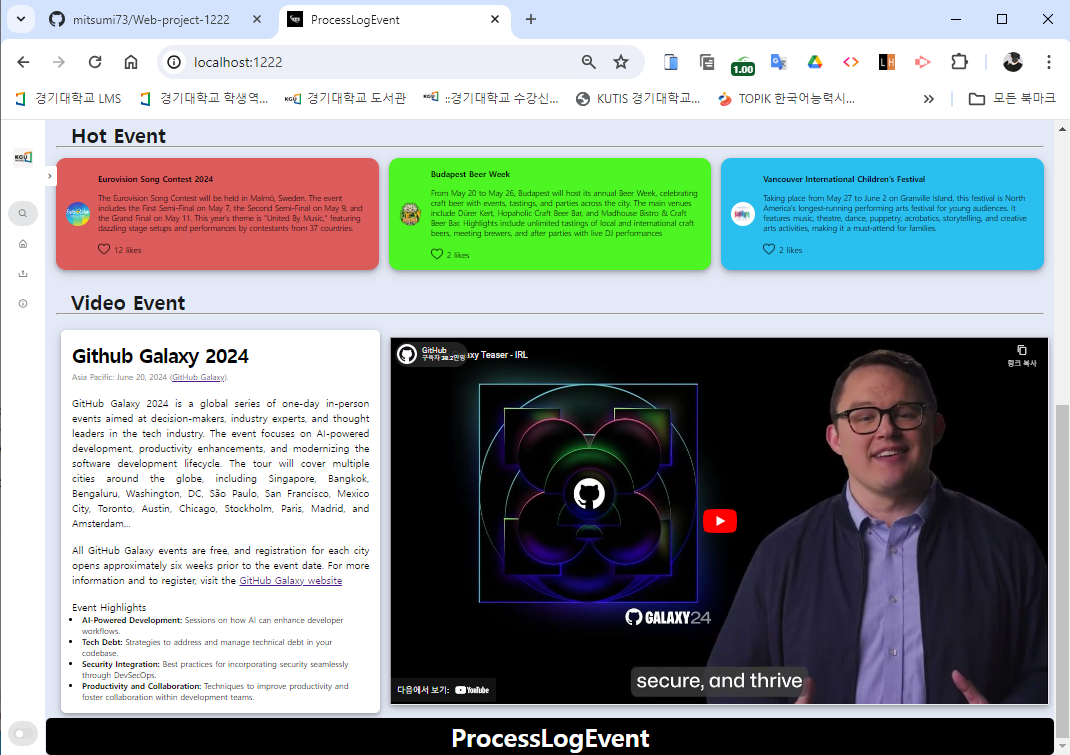 mitsumi73/Web-project-1222
ProcessLogEvent
localhost:1222
1.00
경기대학교 LMS
경기대학교 학생역...
경기대학교 도서관
::경기대학교 수강신...
KUTIS 경기대학교...
TOPIK 한국어능력시...
모든 북마크
KGU
Hot Event
Eurovision Song Contest 2024
The Eurovision Song Contest will be held in Malmö, Sweden. The event
includes the First Semi-Final on May 7, the Second Semi-Final on May 9, and
the Grand Final on May 11. This year's theme is "United By Music," featuring
dazzling stage setups and performances by contestants from 37 countries.
12 likes
Budapest Beer Week
From May 20 to May 26, Budapest will host its annual Beer Week, celebrating
craft beer with events, tastings, and parties across the city. The main venues
include Dürer Kert, Hopaholic Craft Beer Bar, and Madhouse Bistro & Craft
Beer Bar. Highlights include unlimited tastings of local and international craft
beers, meeting brewers, and after parties with live DJ performances
2 likes
Vancouver International Children's Festival
Taking place from May 27 to June 2 on Granville Island, this festival is North
America's longest-running performing arts festival for young audiences. It
features music, theatre, dance, puppetry, acrobatics, storytelling, and creative
arts activities, making it a must-attend for families.
2 likes
Video Event
Github Galaxy 2024
Asia Pacific: June 20, 2024 (GitHub Galaxy).
GitHub Galaxy 2024 is a global series of one-day in-person
events aimed at decision-makers, industry experts, and thought
leaders in the tech industry. The event focuses on AI-powered
development, productivity enhancements, and modernizing the
software development lifecycle. The tour will cover multiple
cities around the globe, including Singapore, Bangkok,
Bengaluru, Washington, DC, São Paulo, San Francisco, Mexico
City, Toronto, Austin, Chicago, Stockholm, Paris, Madrid, and
Amsterdam...
All GitHub Galaxy events are free, and registration for each city
opens approximately six weeks prior to the event date. For more
information and to register, visit the GitHub Galaxy website
Event Highlights
AI-Powered Development: Sessions on how AI can enhance developer
workflows.
Tech Debt: Strategies to address and manage technical debt in your
codebase.
Security Integration: Best practices for incorporating security seamlessly
through DevSecOps.
Productivity and Collaboration: Techniques to improve productivity and
foster collaboration within development teams.
GitHub
구독자 38.2만명
axy Teaser - IRL
링크 복사
GALAXY24
secure, and thrive
다음에서 보기: YouTube
ProcessLogEvent